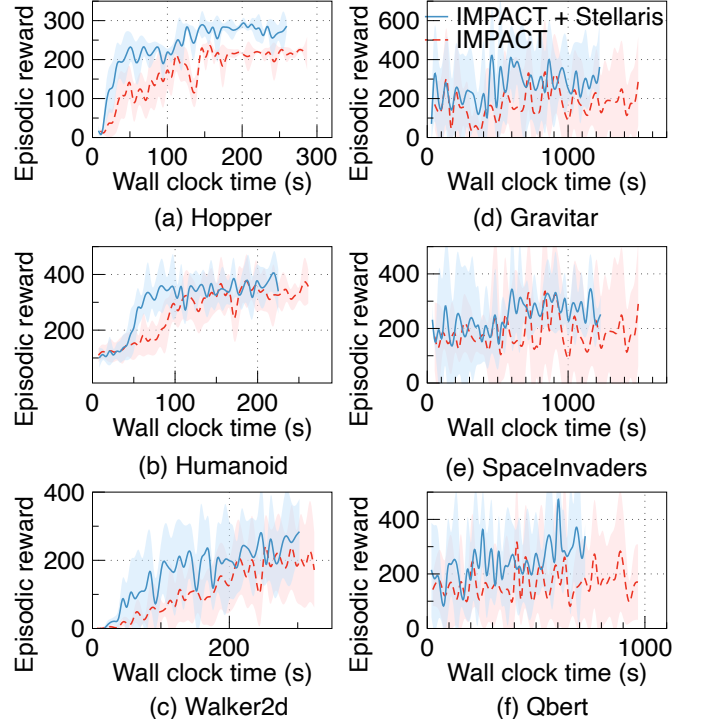 IMPACT + Stellaris
IMPACT
Episodic reward
300
200
100
0
0 100 200 300
Wall clock time (s)
(a) Hopper
Episodic reward
600
400
200
0
0 1000
Wall clock time (s)
(d) Gravitar
Episodic reward
400
200
0 100 200
Wall clock time (s)
(b) Humanoid
Episodic reward
400
200
0
0 1000
Wall clock time (s)
(e) SpaceInvaders
Episodic reward
400
200
0
0 200
Wall clock time (s)
(c) Walker2d
Episodic reward
400
200
0
0 1000
Wall clock time (s)
(f) Qbert